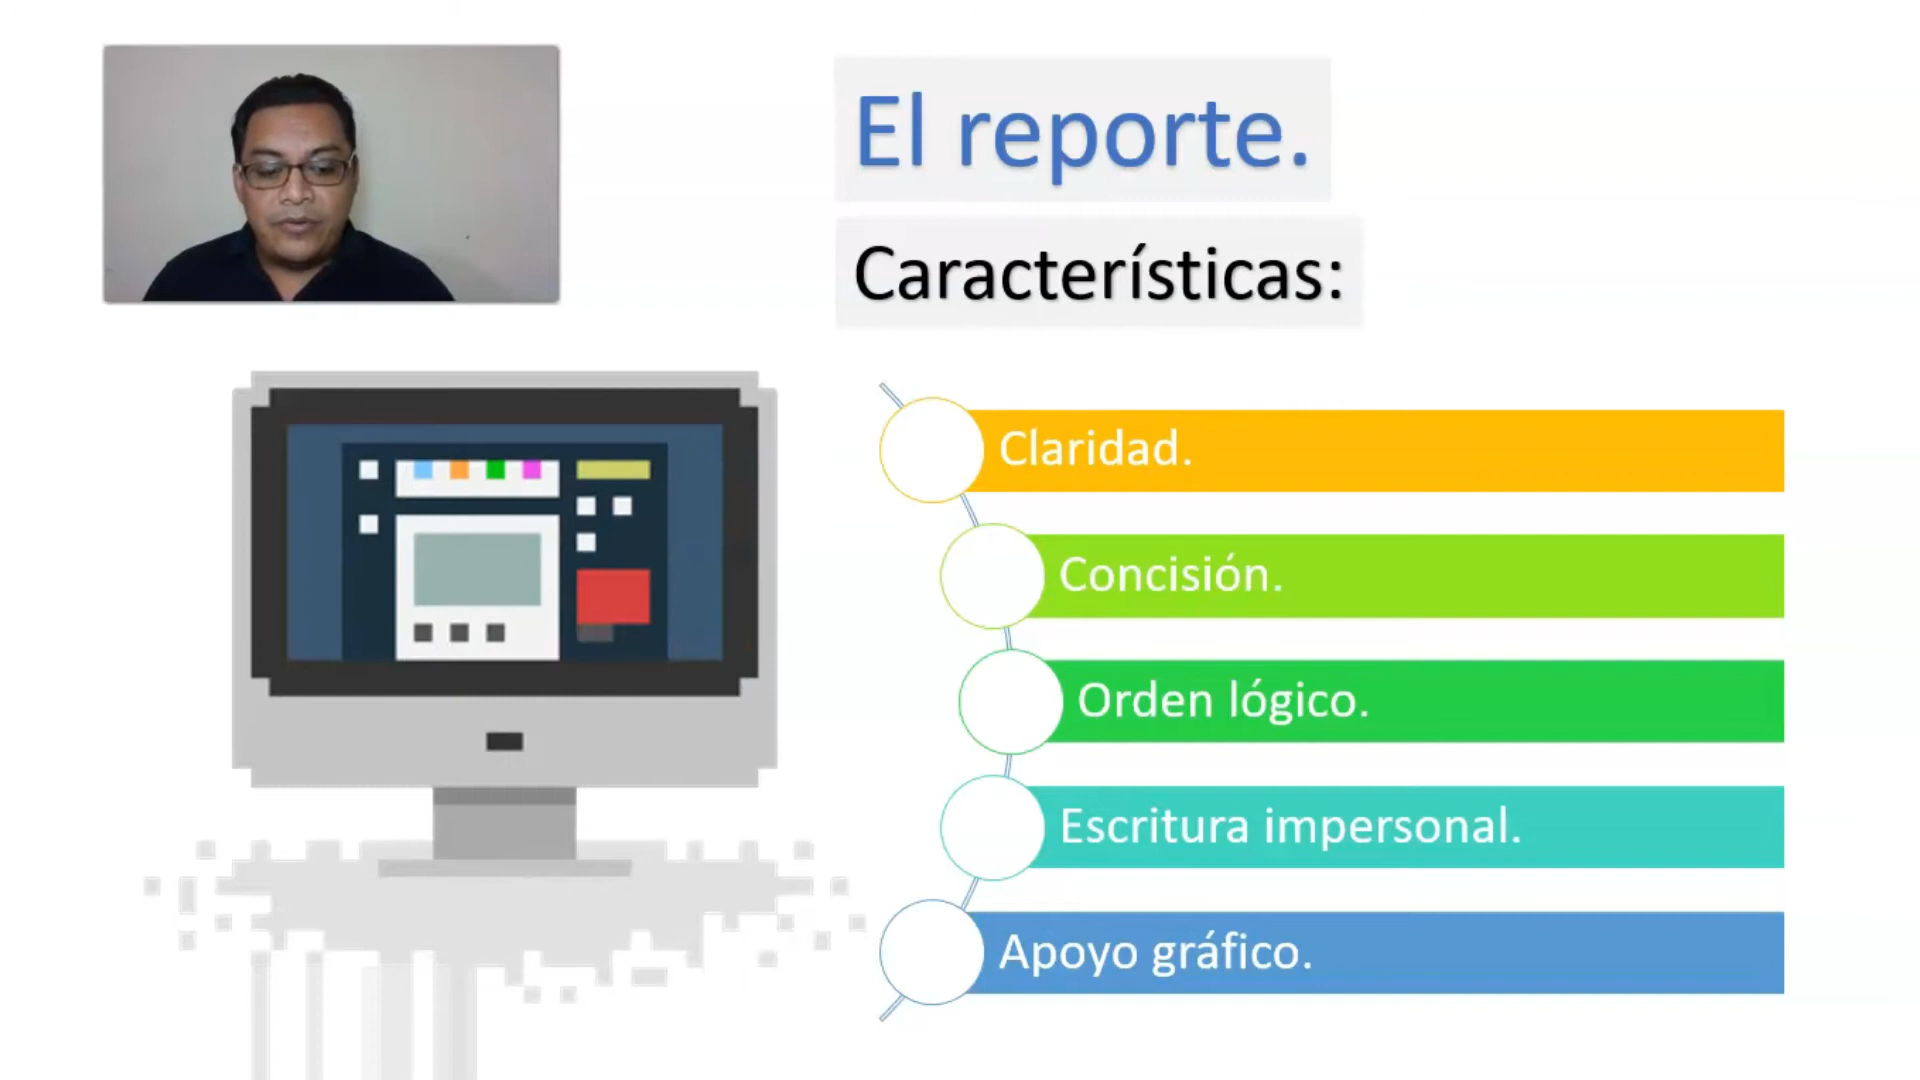 El reporte.
Características:
Claridad.
Concisión.
Orden lógico.
Escritura impersonal.
Apoyo gráfico.